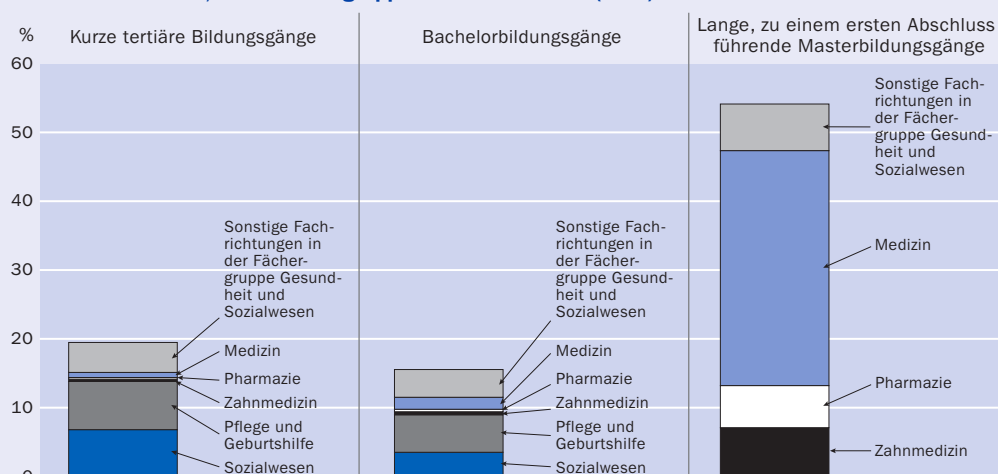 %
Kurze tertiäre Bildungsgänge
Bachelorbildungsgänge
Lange, zu einem ersten Abschluss
führende Masterbildungsgänge
60
50
40
30
20
10
Sonstige Fach-
richtungen in
der Fächer-
gruppe Gesund-
heit und
Sozialwesen
Medizin
Pharmazie
Zahnmedizin
Pflege und
Geburtshilfe
Sozialwesen
Sonstige Fach-
richtungen in
der Fächer-
gruppe Gesund-
heit und
Sozialwesen
Medizin
Pharmazie
Zahnmedizin
Pflege und
Geburtshilfe
Sozialwesen
Sonstige Fach-
richtungen in
der Fächer-
gruppe Gesund-
heit und
Sozialwesen
Medizin
Pharmazie
Zahnmedizin